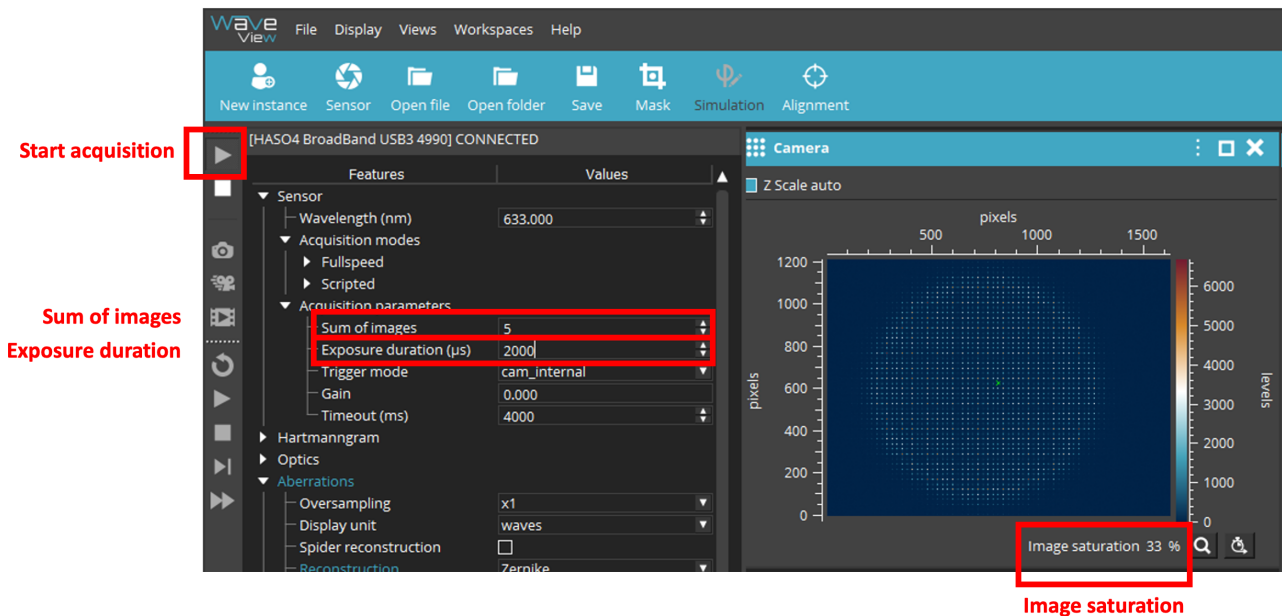 WaveView File Display Views Workspaces Help
New instance Sensor Open file Open folder Save Mask Simulation Alignment
Start acquisition
[HASO4 BroadBand USB3 4990] CONNECTED
Features Values
Sensor
Wavelength (nm) 633.000
Acquisition modes
Fullspeed
Scripted
Acquisition parameters
Sum of images
Exposure duration
Sum of images 5
Exposure duration (µs) 2000
Trigger mode cam_internal
Gain 0.000
Timeout (ms) 4000
Hartmanngram
Optics
Aberrations
Oversampling x1
Display unit waves
Spider reconstruction
Reconstruction Zernike
Camera
Z Scale auto
pixels
500 1000 1500
1200
1000
800
600
400
200
0
pixels
6000
5000
4000
3000
2000
1000
0
levels
Image saturation 33 %
Image saturation